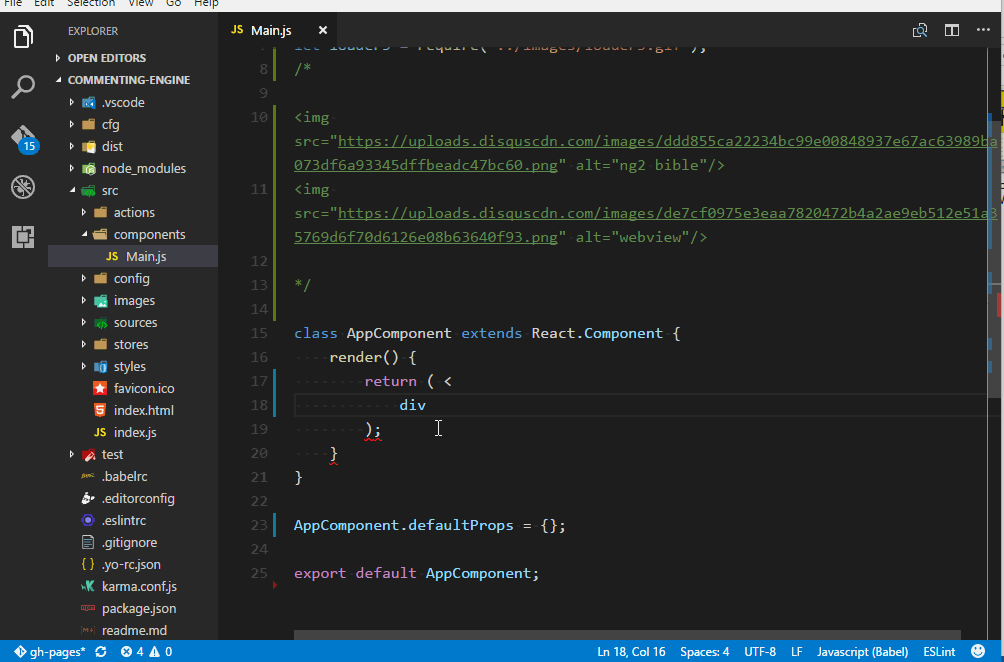 File Edit Selection View Go Help
EXPLORER
OPEN EDITORS
COMMENTING-ENGINE
.vscode
cfg
dist
node_modules
src
actions
components
JS Main.js
config
images
sources
stores
styles
favicon.ico
index.html
JS index.js
test
.babelrc
.editorconfig
.eslintrc
.gitignore
{ } .yo-rc.json
karma.conf.js
package.json
readme.md
15
JS Main.js ×
let loaders = require('../images/loaders.gif');
8 /*
9
10 <img
src="https://uploads.disquscdn.com/images/ddd855ca22234bc99e00848937e67ac63989ba
073df6a93345dffbeadc47bc60.png" alt="ng2 bible"/>
11 <img
src="https://uploads.disquscdn.com/images/de7cf0975e3eaa7820472b4a2ae9eb512e51a3
5769d6f70d6126e08b63640f93.png" alt="webview"/>
12
13 */
14
15 class AppComponent extends React.Component {
16 render() {
17 return ( <
18 div
19 );
20 }
21 }
22
23 AppComponent.defaultProps = {};
24
25 export default AppComponent;
gh-pages* 4 0 Ln 18, Col 16 Spaces: 4 UTF-8 LF Javascript (Babel) ESLint